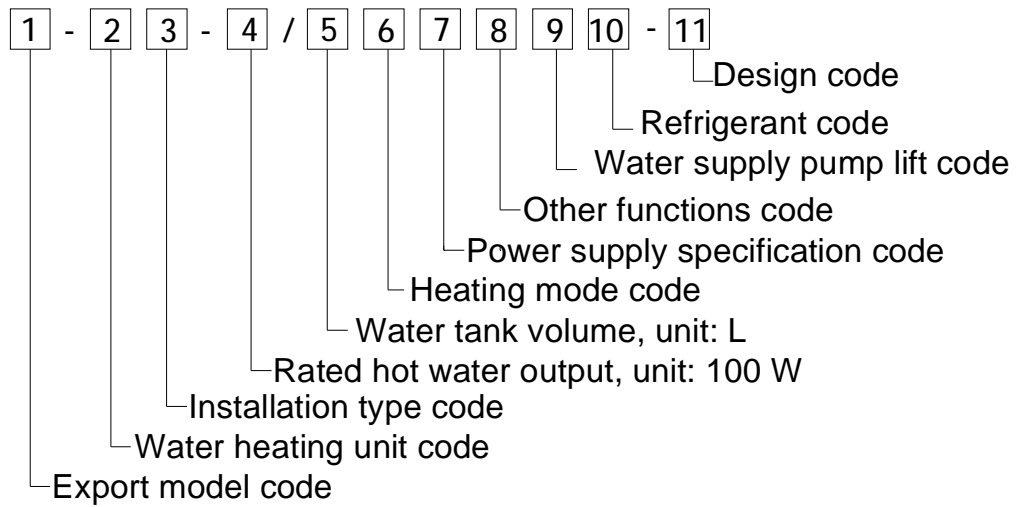 1 - 2 3 - 4 / 5 6 7 8 9 10 - 11
Design code
Refrigerant code
Water supply pump lift code
Other functions code
Power supply specification code
Heating mode code
Water tank volume, unit: L
Rated hot water output, unit: 100 W
Installation type code
Water heating unit code
Export model code